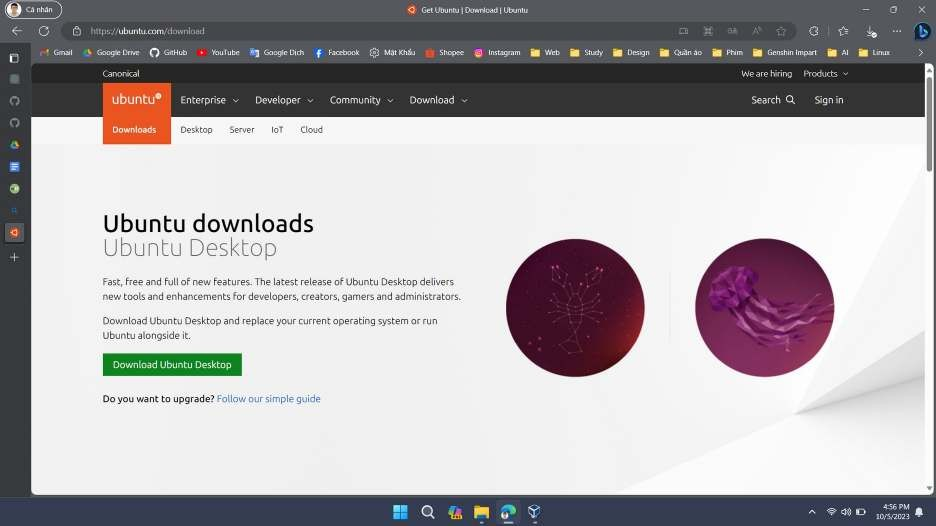 Cá nhân
Get Ubuntu | Download | Ubuntu
https://ubuntu.com/download
Gmail Google Drive GitHub YouTube Google Dịch Facebook Mật Khẩu Shopee Instagram Web Study Design Quần áo Phim Genshin Impart AI Linux
Canonical We are hiring Products
ubuntu Enterprise Developer Community Download Search Sign in
Downloads Desktop Server IoT Cloud
Ubuntu downloads
Ubuntu Desktop
Fast, free and full of new features. The latest release of Ubuntu Desktop delivers
new tools and enhancements for developers, creators, gamers and administrators.
Download Ubuntu Desktop and replace your current operating system or run
Ubuntu alongside it.
Download Ubuntu Desktop
Do you want to upgrade? Follow our simple guide
4:56 PM
10/5/2023